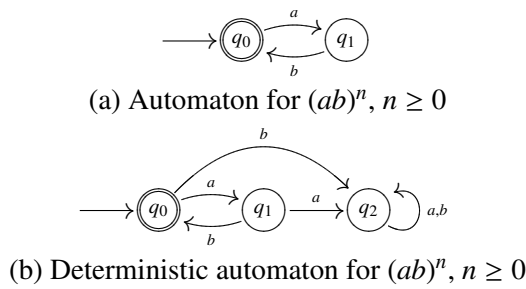 a
q0 q1
b
(a) Automaton for (ab)^n, n ≥ 0
b
a
q0 q1 a q2 a,b
b
(b) Deterministic automaton for (ab)^n, n ≥ 0